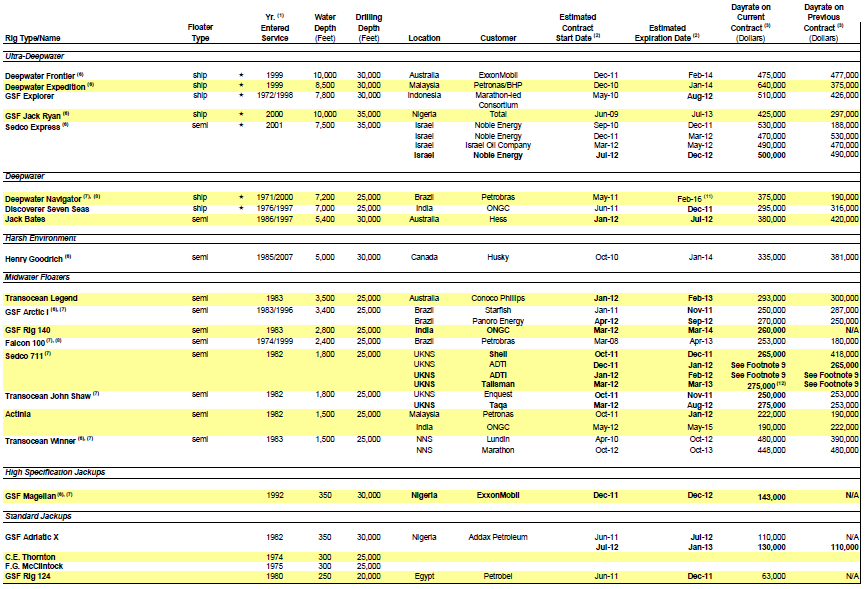 Rig Type/Name Floater Type Yr. (1) Entered Service Water Depth (Feet) Drilling Depth (Feet) Location Customer Estimated Contract Start Date (2) Estimated Expiration Date (2) Dayrate on Current Contract (3) (Dollars) Dayrate on Previous Contract (3) (Dollars)
Ultra-Deepwater
Deepwater Frontier (6) ship ★ 1999 10,000 30,000 Australia ExxonMobil Dec-11 Feb-14 475,000 477,000
Deepwater Expedition (6) ship ★ 1999 8,500 30,000 Malaysia Petronas/BHP Dec-10 Jan-14 640,000 375,000
GSF Explorer ship ★ 1972/1998 7,800 30,000 Indonesia Marathon-led Consortium May-10 Aug-12 510,000 425,000
GSF Jack Ryan (6) ship ★ 2000 10,000 35,000 Nigeria Total Jun-09 Jul-13 425,000 297,000
Sedco Express (6) semi ★ 2001 7,500 35,000 Israel Noble Energy Sep-10 Dec-11 530,000 188,000
Israel Noble Energy Dec-11 Mar-12 470,000 530,000
Israel Israel Oil Company Mar-12 May-12 490,000 470,000
Israel Noble Energy Jul-12 Dec-12 500,000 490,000
Deepwater
Deepwater Navigator (7), (6) ship ★ 1971/2000 7,200 25,000 Brazil Petrobras May-11 Feb-16 (11) 375,000 190,000
Discoverer Seven Seas ship ★ 1976/1997 7,000 25,000 India ONGC Jun-11 Dec-11 295,000 316,000
Jack Bates semi 1986/1997 5,400 30,000 Australia Hess Jan-12 Jul-12 380,000 420,000
Harsh Environment
Henry Goodrich (6) semi 1985/2007 5,000 30,000 Canada Husky Oct-10 Jan-14 335,000 381,000
Midwater Floaters
Transocean Legend semi 1983 3,500 25,000 Australia Conoco Phillips Jan-12 Feb-13 293,000 300,000
GSF Arctic I (6), (7) semi 1983/1996 3,400 25,000 Brazil Starfish Jan-11 Nov-11 250,000 287,000
Brazil Panoro Energy Apr-12 Sep-12 270,000 250,000
GSF Rig 140 semi 1983 2,800 25,000 India ONGC Mar-12 Mar-14 260,000 N/A
Falcon 100 (7), (6) semi 1974/1999 2,400 25,000 Brazil Petrobras Mar-08 Apr-13 253,000 180,000
Sedco 711 (7) semi 1982 1,800 25,000 UKNS Shell Oct-11 Dec-11 265,000 418,000
UKNS ADTI Dec-11 Jan-12 See Footnote 9 265,000
UKNS ADTI Jan-12 Feb-12 See Footnote 9 See Footnote 9
UKNS Talisman Mar-12 Mar-13 275,000 (12) See Footnote 9
Transocean John Shaw (7) semi 1982 1,800 25,000 UKNS Enquest Oct-11 Nov-11 250,000 253,000
UKNS Taqa Mar-12 Aug-12 275,000 253,000
Actinia semi 1982 1,500 25,000 Malaysia Petronas Oct-11 Jan-12 222,000 190,000
India ONGC May-12 May-15 190,000 222,000
Transocean Winner (6), (7) semi 1983 1,500 25,000 NNS Lundin Apr-10 Oct-12 480,000 390,000
NNS Marathon Oct-12 Oct-13 448,000 480,000
High Specification Jackups
GSF Magellan (6), (7) 1992 350 30,000 Nigeria ExxonMobil Dec-11 Dec-12 143,000 N/A
Standard Jackups
GSF Adriatic X 1982 350 30,000 Nigeria Addax Petroleum Jun-11 Jul-12 110,000 N/A
Jul-12 Jan-13 130,000 110,000
C.E. Thornton 1974 300 25,000
F.G. McClintock 1975 300 25,000
GSF Rig 124 1980 250 20,000 Egypt Petrobel Jun-11 Dec-11 63,000 N/A